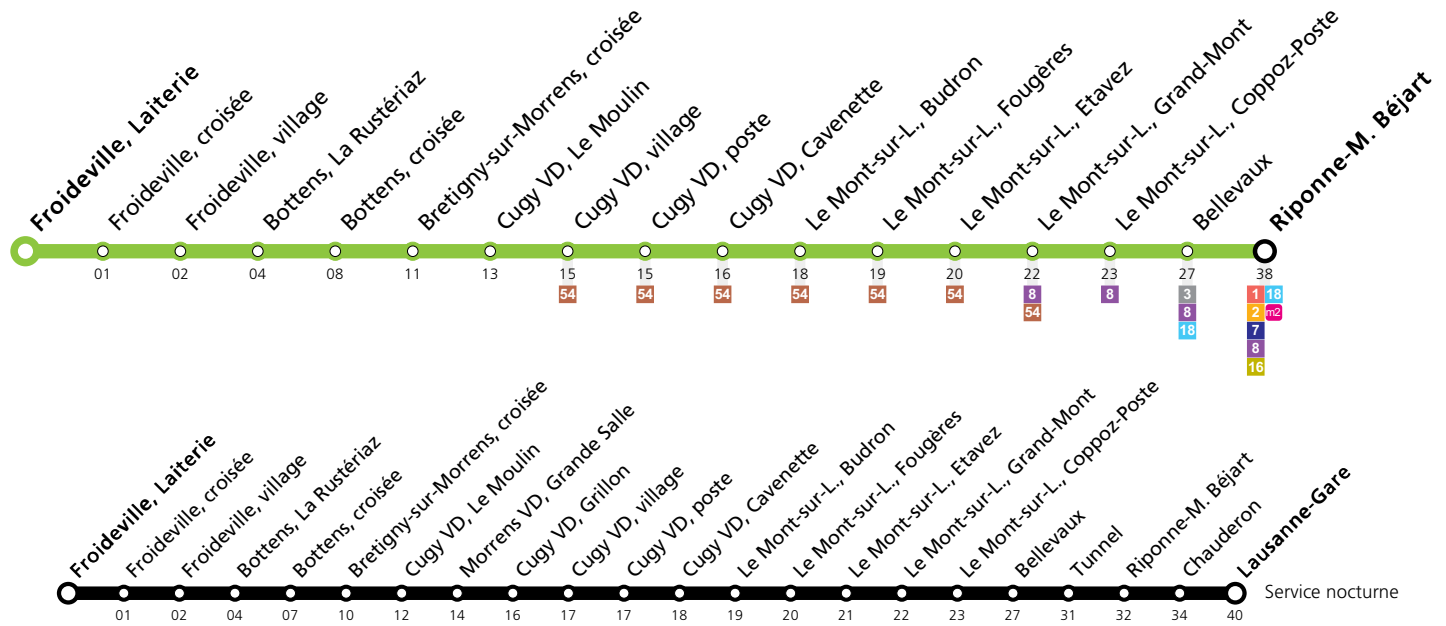 Froideville, Laiterie
Froideville, croisée
Froideville, village
Bottens, La Rustériaz
Bottens, croisée
Bretigny-sur-Morrens, croisée
Cugy VD, Le Moulin
Cugy VD, village
Cugy VD, poste
Cugy VD, Cavenette
Le Mont-sur-L., Budron
Le Mont-sur-L., Fougères
Le Mont-sur-L., Etavez
Le Mont-sur-L., Grand-Mont
Le Mont-sur-L., Coppoz-Poste
Bellevaux
Riponne-M. Béjart
01 02 04 08 11 13 15 15 16 18 19 20 22 23 27 38
54 54 54 54 54 54 8 8 3 1 18
54 8 2 m2
18 7
8
16
Froideville, Laiterie
Froideville, croisée
Froideville, village
Bottens, La Rustériaz
Bottens, croisée
Bretigny-sur-Morrens, croisée
Cugy VD, Le Moulin
Morrens VD, Grande Salle
Cugy VD, Grillon
Cugy VD, village
Cugy VD, poste
Cugy VD, Cavenette
Le Mont-sur-L., Budron
Le Mont-sur-L., Fougères
Le Mont-sur-L., Etavez
Le Mont-sur-L., Grand-Mont
Le Mont-sur-L., Coppoz-Poste
Bellevaux
Tunnel
Riponne-M. Béjart
Chauderon
Lausanne-Gare
Service nocturne
01 02 04 07 10 12 14 16 17 17 18 19 20 21 22 23 27 31 32 34 40